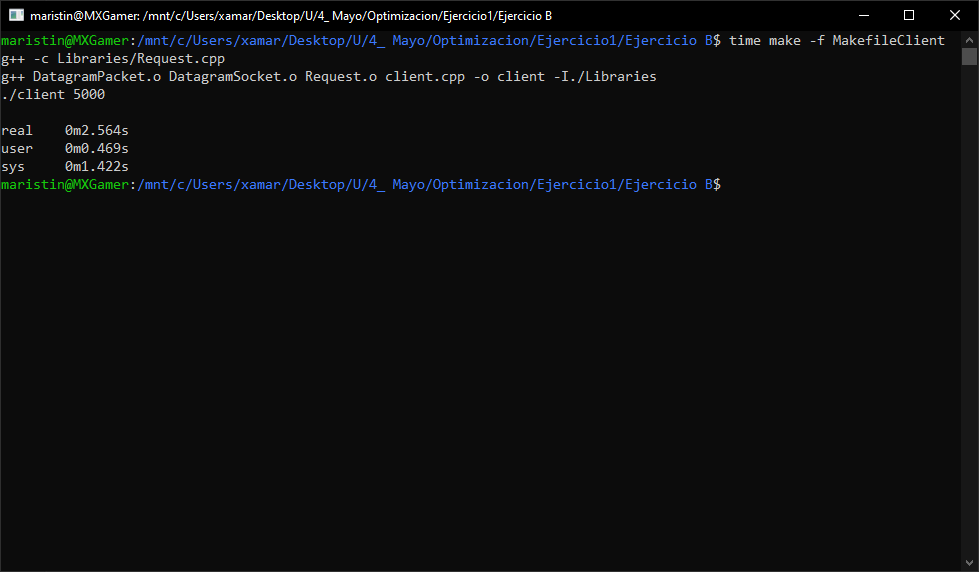 maristin@MXGamer: /mnt/c/Users/xamar/Desktop/U/4_ Mayo/Optimizacion/Ejercicio1/Ejercicio B
maristin@MXGamer:/mnt/c/Users/xamar/Desktop/U/4_ Mayo/Optimizacion/Ejercicio1/Ejercicio B$ time make -f MakefileClient
g++ -c Libraries/Request.cpp
g++ DatagramPacket.o DatagramSocket.o Request.o client.cpp -o client -I./Libraries
./client 5000
real    0m2.564s
user    0m0.469s
sys     0m1.422s
maristin@MXGamer:/mnt/c/Users/xamar/Desktop/U/4_ Mayo/Optimizacion/Ejercicio1/Ejercicio B$